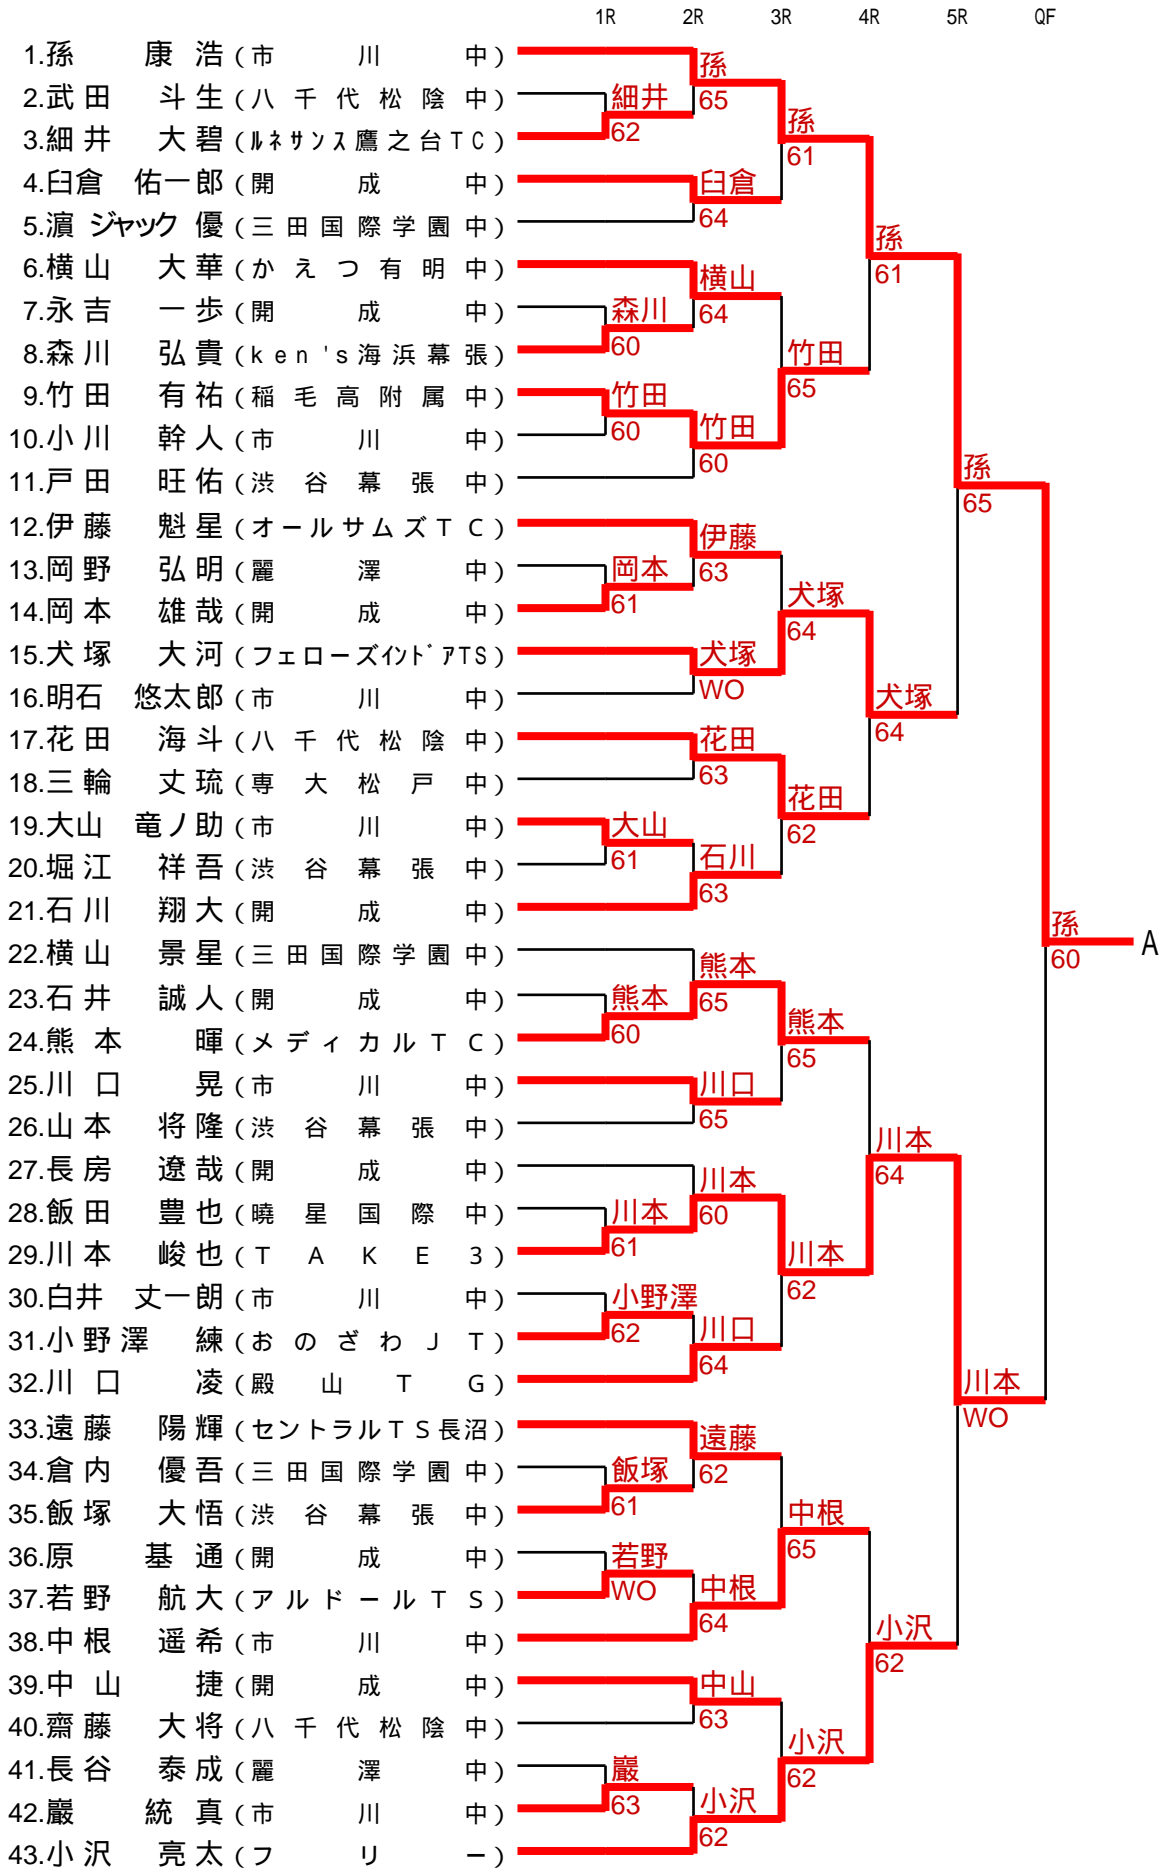 1R 2R 3R 4R 5R QF
1.孫 康浩(市川中)
2.武田 斗生(八千代松陰中)
3.細井 大碧(ルネサンス鷹之台TC)
4.臼倉 佑一郎(開成中)
5.濵 ジャック優(三田国際学園中)
6.横山 大華(かえつ有明中)
7.永吉 一歩(開成中)
8.森川 弘貴(ken's海浜幕張)
9.竹田 有祐(稲毛高附属中)
10.小川 幹人(市川中)
11.戸田 旺佑(渋谷幕張中)
12.伊藤 魁星(オールサムズTC)
13.岡野 弘明(麗澤中)
14.岡本 雄哉(開成中)
15.犬塚 大河(フェローズインドアTS)
16.明石 悠太郎(市川中)
17.花田 海斗(八千代松陰中)
18.三輪 丈琉(専大松戸中)
19.大山 竜ノ助(市川中)
20.堀江 祥吾(渋谷幕張中)
21.石川 翔大(開成中)
22.横山 景星(三田国際学園中)
23.石井 誠人(開成中)
24.熊本 暉(メディカルTC)
25.川口 晃(市川中)
26.山本 将隆(渋谷幕張中)
27.長房 遼哉(開成中)
28.飯田 豊也(暁星国際中)
29.川本 峻也(TAKE3)
30.白井 丈一朗(市川中)
31.小野澤 練(おのざわJT)
32.川口 凌(殿山TG)
33.遠藤 陽輝(セントラルTS長沼)
34.倉内 優吾(三田国際学園中)
35.飯塚 大悟(渋谷幕張中)
36.原 基通(開成中)
37.若野 航大(アルドールTS)
38.中根 遥希(市川中)
39.中山 捷(開成中)
40.齋藤 大将(八千代松陰中)
41.長谷 泰成(麗澤中)
42.巖 統真(市川中)
43.小沢 亮太(フリー)
細井
62
森川
60
竹田
60
岡本
61
大山
61
熊本
60
川本
61
小野澤
62
飯塚
61
若野
WO
巖
63
孫
65
臼倉
64
横山
64
竹田
60
伊藤
63
犬塚
WO
花田
63
石川
63
熊本
65
川口
65
川本
60
川口
64
遠藤
62
中根
64
中山
63
小沢
62
孫
61
竹田
65
犬塚
64
花田
62
熊本
65
川本
62
中根
65
小沢
62
孫
61
犬塚
64
川本
64
小沢
62
孫
65
川本
WO
孫
60
A